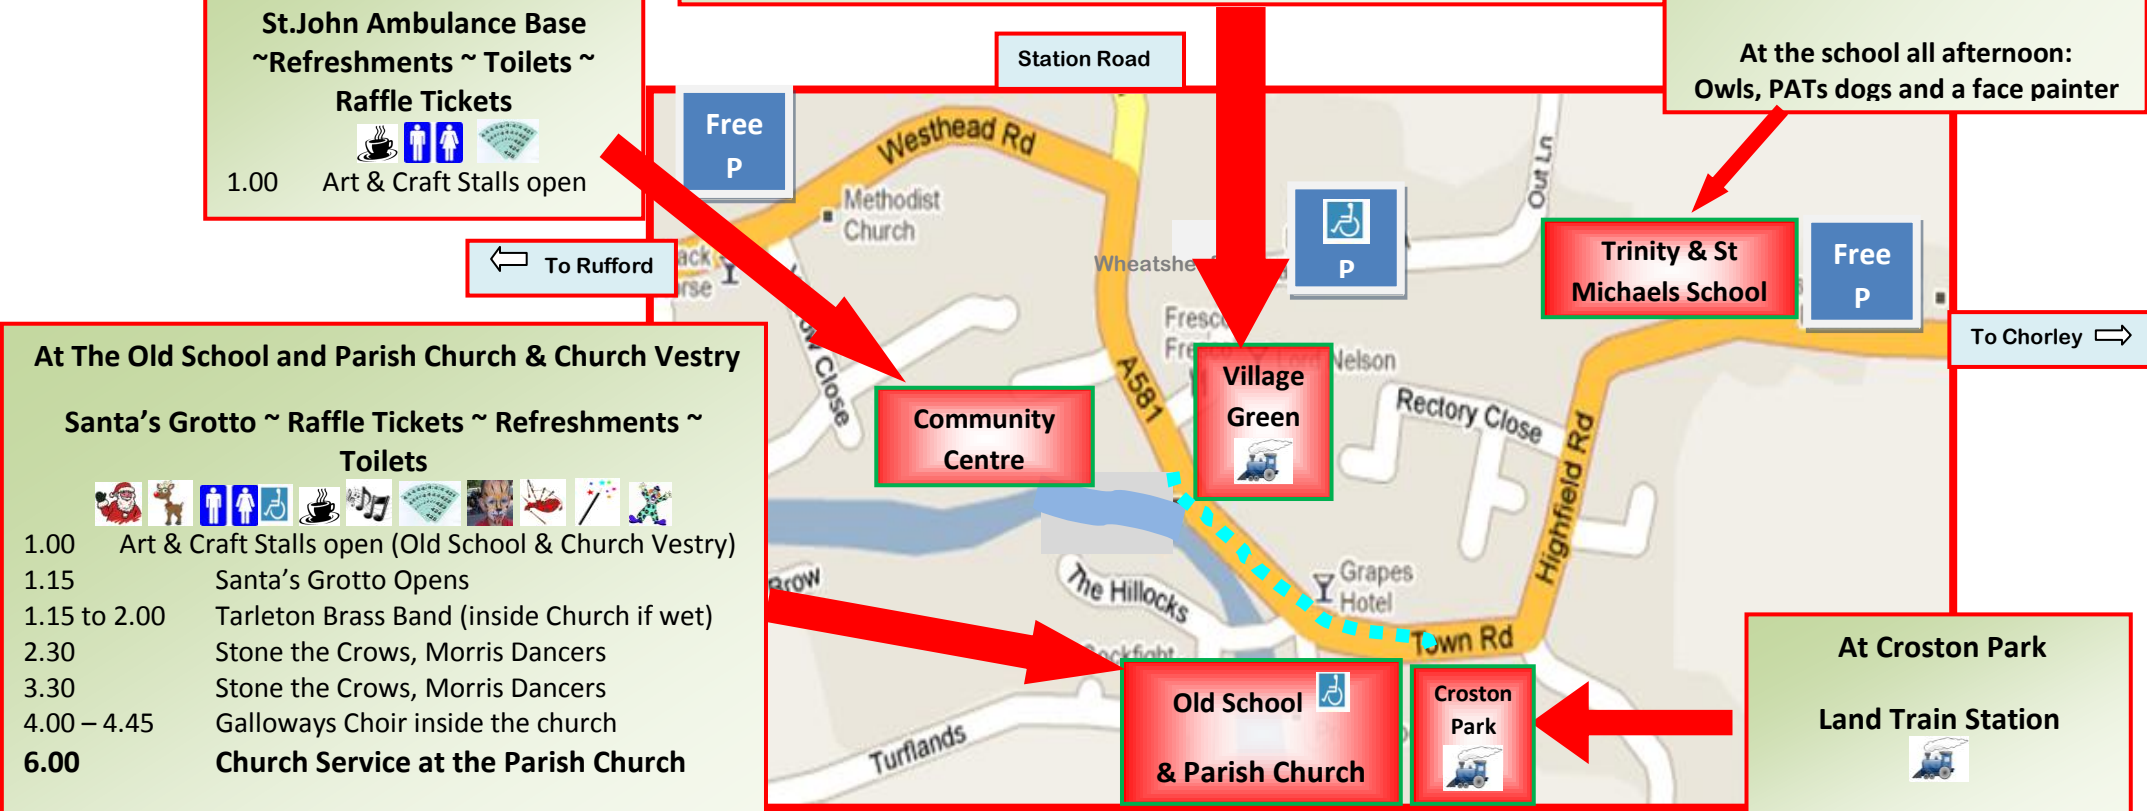 St.John Ambulance Base
~Refreshments ~ Toilets ~
Raffle Tickets
1.00 Art & Craft Stalls open
Station Road
At the school all afternoon:
Owls, PATs dogs and a face painter
Free
P
Westhead Rd
Methodist
Church
Out Ln
P
Trinity & St
Michaels School
Free
P
To Rufford
To Chorley
At The Old School and Parish Church & Church Vestry
Santa's Grotto ~ Raffle Tickets ~ Refreshments ~
Toilets
1.00 Art & Craft Stalls open (Old School & Church Vestry)
1.15 Santa's Grotto Opens
1.15 to 2.00 Tarleton Brass Band (inside Church if wet)
2.30 Stone the Crows, Morris Dancers
3.30 Stone the Crows, Morris Dancers
4.00 – 4.45 Galloways Choir inside the church
6.00 Church Service at the Parish Church
Close
Community
Centre
A581
Village
Green
Nelson
Rectory Close
Highfield Rd
Brow
The Hillocks
Grapes
Hotel
Town Rd
Turflands
Old School
& Parish Church
Croston
Park
At Croston Park
Land Train Station